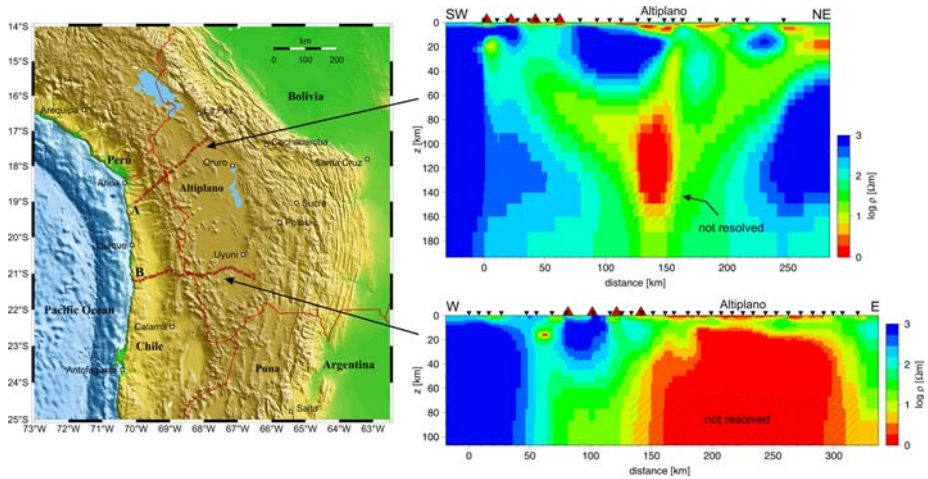 14°S
15°S
16°S
17°S
18°S
19°S
20°S
21°S
22°S
23°S
24°S
25°S
73°W 72°W 71°W 70°W 69°W 68°W 67°W 66°W 65°W 64°W 63°W
km
0 100 200
Bolivia
Arequipa
La Paz
Cochabamba
Perú
Oruro
Santa Cruz
Arica
Altiplano
A
Sucre
Potosi
Iquique
Uyuni
B
Pacific Ocean
Calama
Chile
Antofagasta
Puna
Argentina
Salta
SW Altiplano NE
0
20
40
60
80
100
120
140
160
180
z [km]
not resolved
0 50 100 150 200 250
distance [km]
3
2
1
0
log ρ [Ωm]
W Altiplano E
0
20
40
60
80
100
z [km]
not resolved
0 50 100 150 200 250 300
distance [km]
3
2
1
0
log ρ [Ωm]